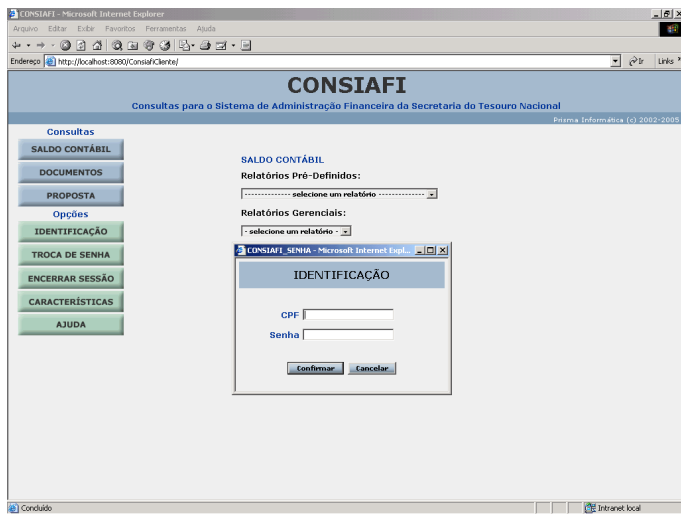 CONSIAFI - Microsoft Internet Explorer
Arquivo Editar Exibir Favoritos Ferramentas Ajuda
Endereço http://localhost:8080/ConsiafiCliente/ Ir Links »
CONSIAFI
Consultas para o Sistema de Administração Financeira da Secretaria do Tesouro Nacional
Prisma Informática (c) 2002-2005
Consultas
SALDO CONTÁBIL
DOCUMENTOS
PROPOSTA
Opções
IDENTIFICAÇÃO
TROCA DE SENHA
ENCERRAR SESSÃO
CARACTERÍSTICAS
AJUDA
SALDO CONTÁBIL
Relatórios Pré-Definidos:
-------------- selecione um relatório --------------
Relatórios Gerenciais:
- selecione um relatório -
CONSIAFI_SENHA - Microsoft Internet Expl...
IDENTIFICAÇÃO
CPF
Senha
Confirmar Cancelar
Concluído Intranet local